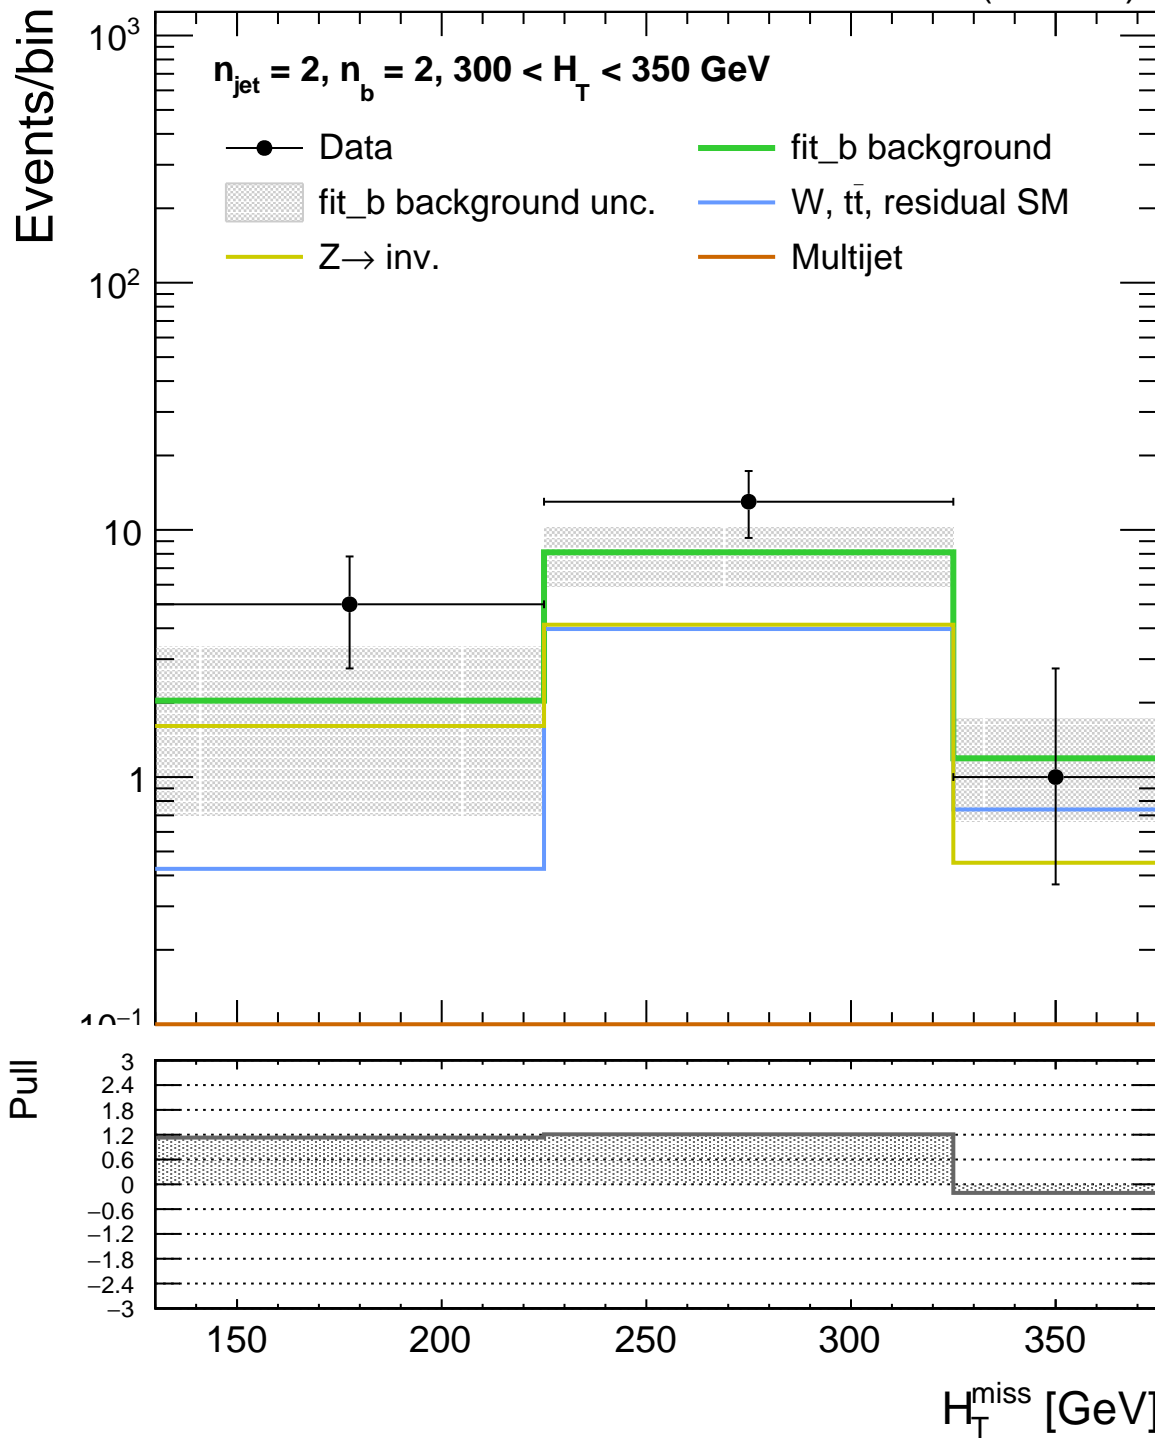 Events/bin
10³
n_jet = 2, n_b = 2, 300 < H_T < 350 GeV
Data
fit_b background
fit_b background unc.
W, tt̄, residual SM
Z→ inv.
Multijet
10²
10
1
10⁻¹
Pull
3
2.4
1.8
1.2
0.6
0
−0.6
−1.2
−1.8
−2.4
−3
150 200 250 300 350
H_T^miss [GeV]